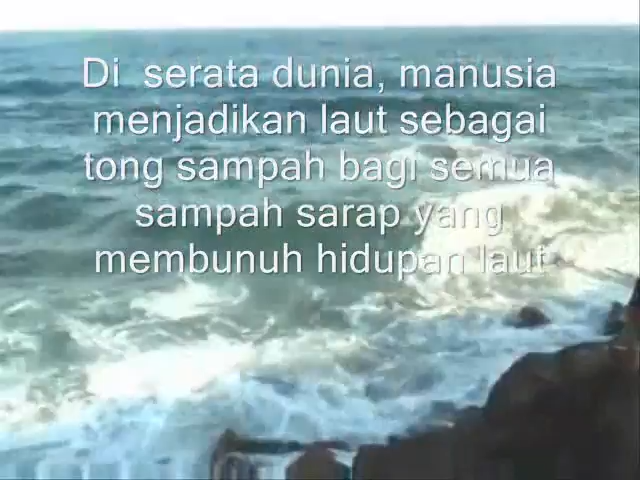 Di serata dunia, manusia
menjadikan laut sebagai
tong sampah bagi semua
sampah sarap yang
membunuh hidupan laut